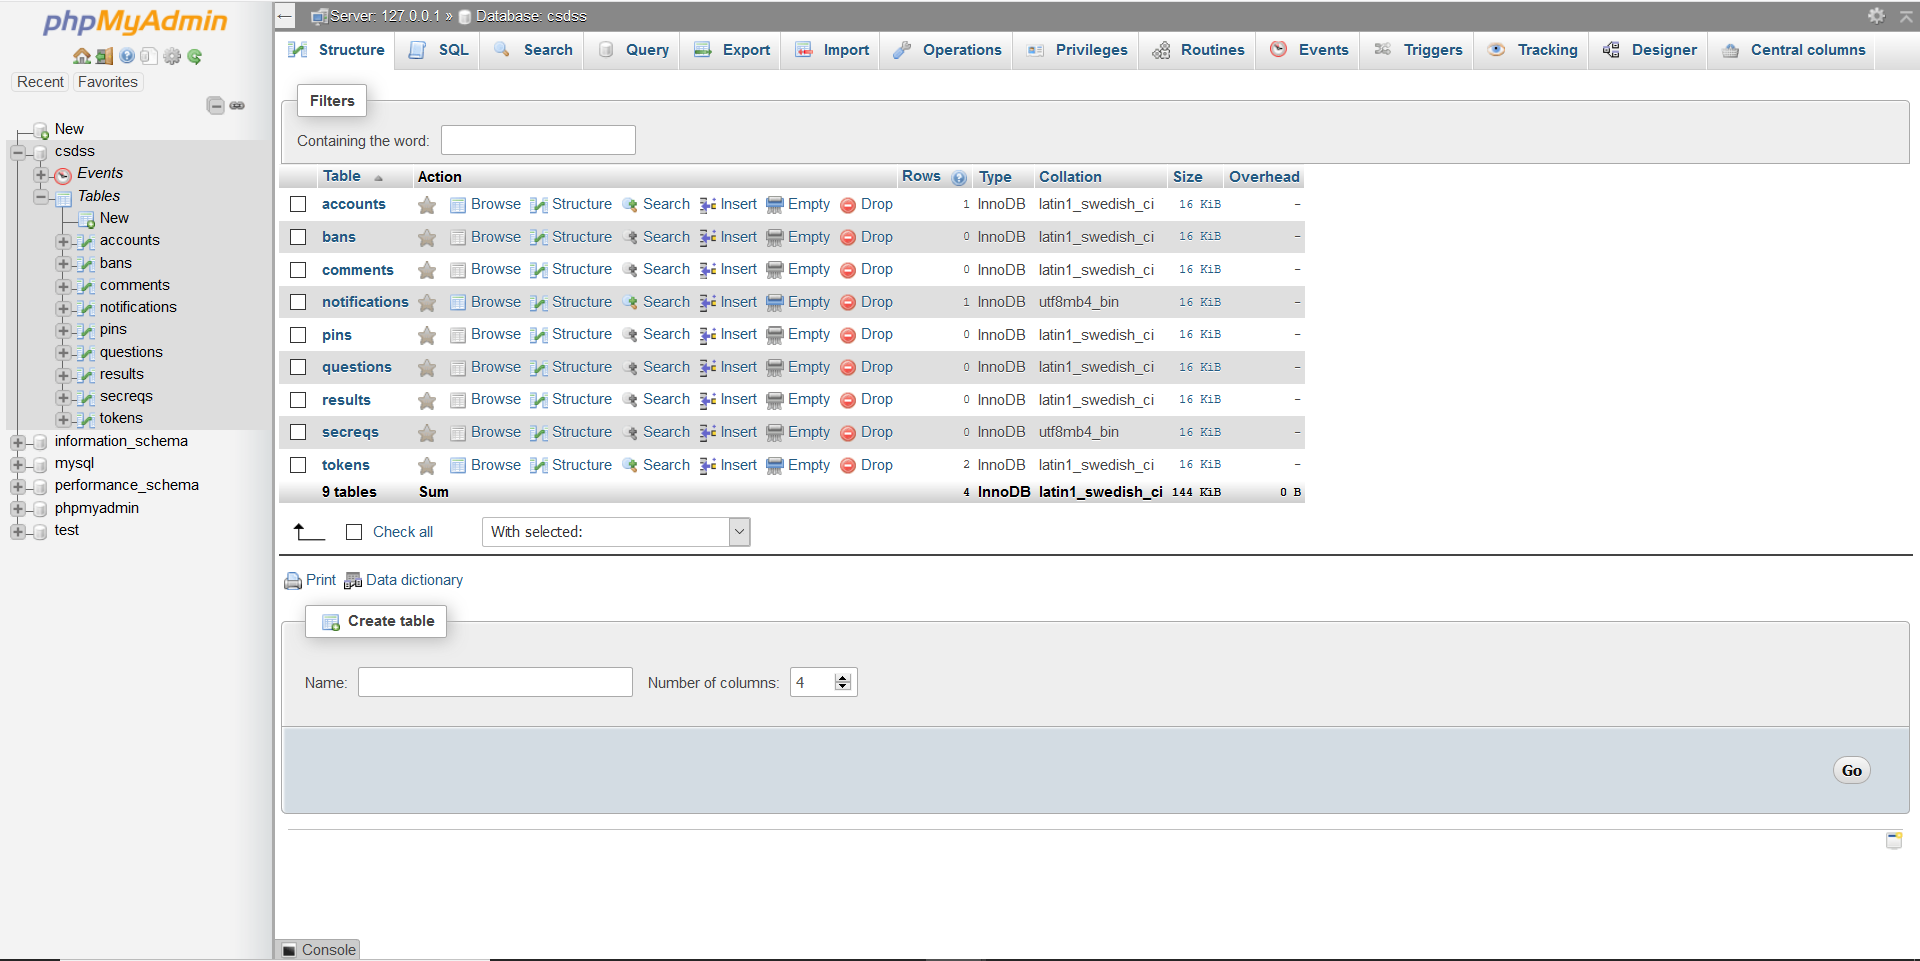 phpMyAdmin
Recent Favorites
New
csdss
Events
Tables
New
accounts
bans
comments
notifications
pins
questions
results
secreqs
tokens
information_schema
mysql
performance_schema
phpmyadmin
test
← Server: 127.0.0.1 » Database: csdss
Structure SQL Search Query Export Import Operations Privileges Routines Events Triggers Tracking Designer Central columns
Filters
Containing the word:
Table Action Rows Type Collation Size Overhead
accounts Browse Structure Search Insert Empty Drop 1 InnoDB latin1_swedish_ci 16 KiB -
bans Browse Structure Search Insert Empty Drop 0 InnoDB latin1_swedish_ci 16 KiB -
comments Browse Structure Search Insert Empty Drop 0 InnoDB latin1_swedish_ci 16 KiB -
notifications Browse Structure Search Insert Empty Drop 1 InnoDB utf8mb4_bin 16 KiB -
pins Browse Structure Search Insert Empty Drop 0 InnoDB latin1_swedish_ci 16 KiB -
questions Browse Structure Search Insert Empty Drop 0 InnoDB latin1_swedish_ci 16 KiB -
results Browse Structure Search Insert Empty Drop 0 InnoDB latin1_swedish_ci 16 KiB -
secreqs Browse Structure Search Insert Empty Drop 0 InnoDB utf8mb4_bin 16 KiB -
tokens Browse Structure Search Insert Empty Drop 2 InnoDB latin1_swedish_ci 16 KiB -
9 tables Sum 4 InnoDB latin1_swedish_ci 144 KiB 0 B
Check all With selected:
Print Data dictionary
Create table
Name: Number of columns: 4
Go
Console